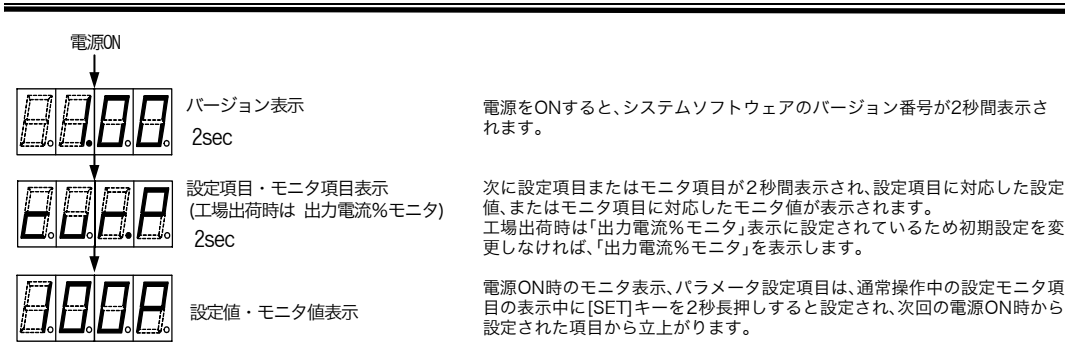 電源ON
1.00
バージョン表示
2sec
電源をONすると、システムソフトウェアのバージョン番号が2秒間表示さ
れます。
設定項目・モニタ項目表示
(工場出荷時は 出力電流%モニタ)
2sec
次に設定項目またはモニタ項目が2秒間表示され、設定項目に対応した設定
値、またはモニタ項目に対応したモニタ値が表示されます。
工場出荷時は「出力電流%モニタ」表示に設定されているため初期設定を変
更しなければ、「出力電流%モニタ」を表示します。
設定値・モニタ値表示
電源ON時のモニタ表示、パラメータ設定項目は、通常操作中の設定モニタ項
目の表示中に[SET]キーを2秒長押しすると設定され、次回の電源ON時から
設定された項目から立上がります。